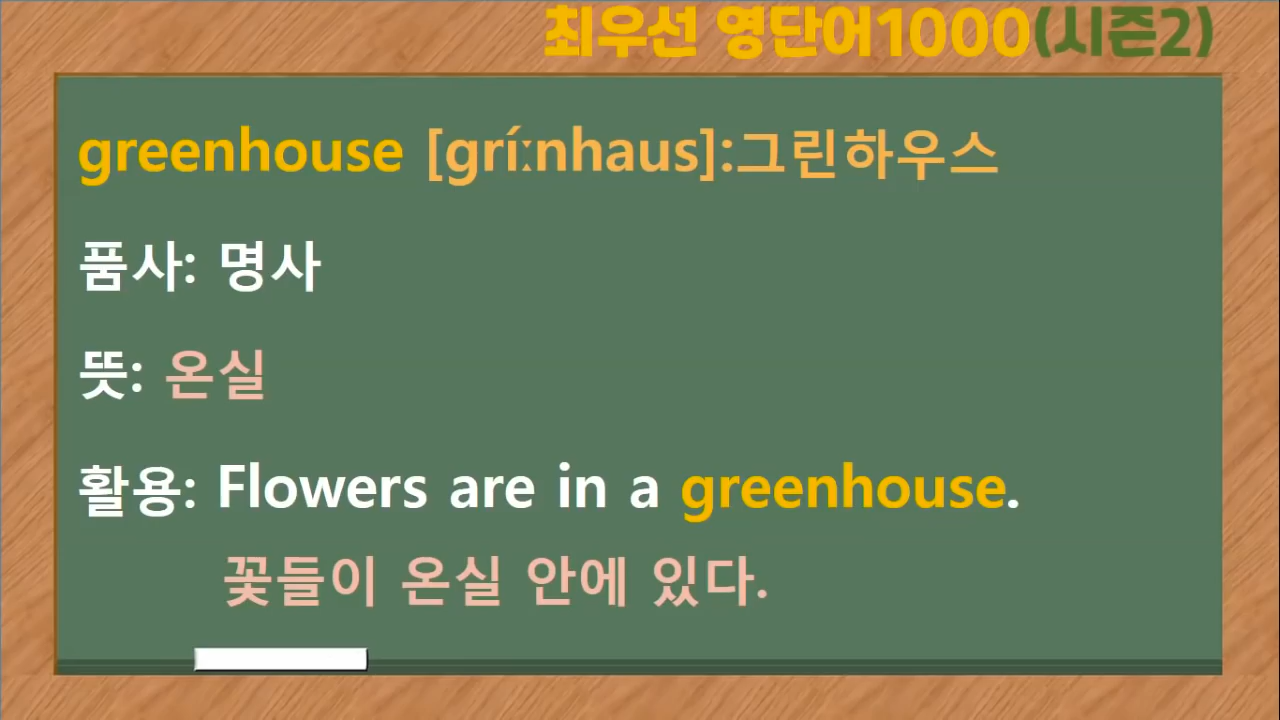 최우선 영단어1000(시즌2)
greenhouse [gríːnhaus]:그린하우스
품사: 명사
뜻: 온실
활용: Flowers are in a greenhouse.
꽃들이 온실 안에 있다.